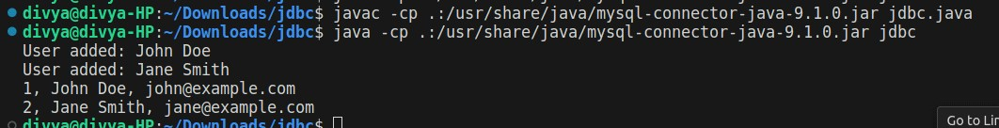 divya@divya-HP:~/Downloads/jdbc$ javac -cp .:/usr/share/java/mysql-connector-java-9.1.0.jar jdbc.java
divya@divya-HP:~/Downloads/jdbc$ java -cp .:/usr/share/java/mysql-connector-java-9.1.0.jar jdbc
User added: John Doe
User added: Jane Smith
1, John Doe, john@example.com
2, Jane Smith, jane@example.com
divya@divya-HP:~/Downloads/jdbc$
Go to Lin